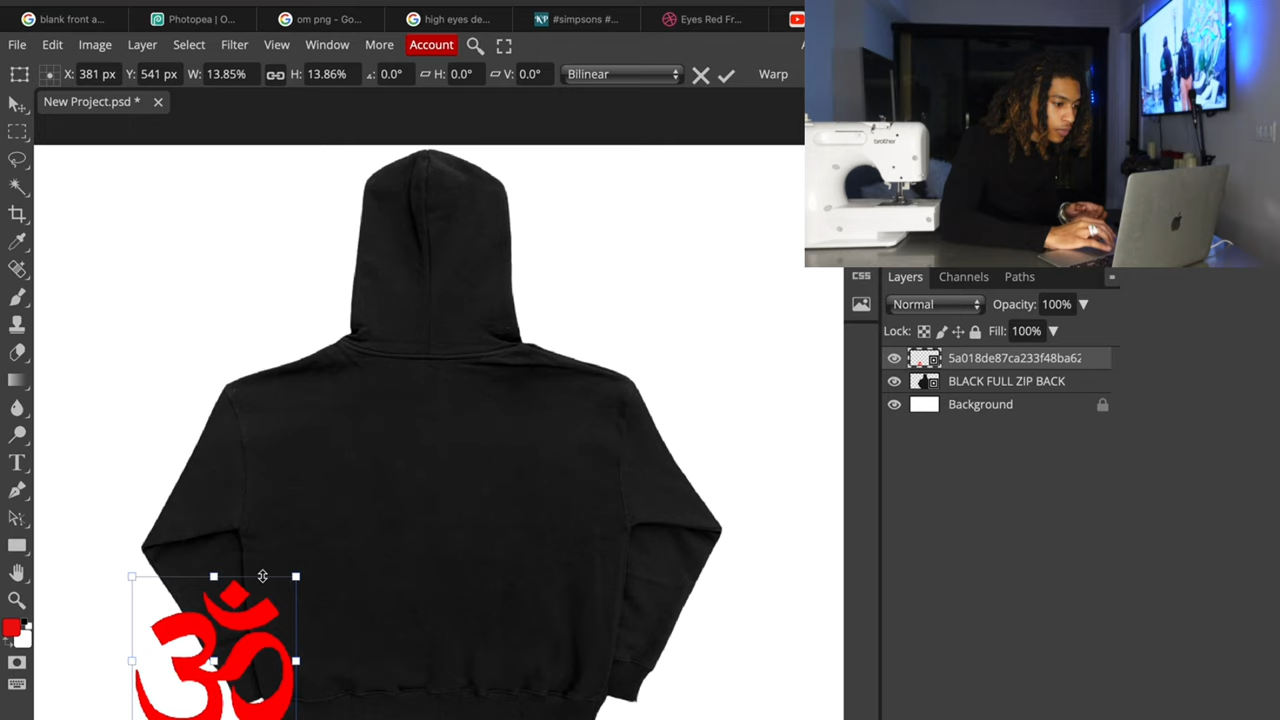 blank front a...
Photopea | O...
om png - Go...
high eyes de...
#simpsons #...
Eyes Red Fr...
File Edit Image Layer Select Filter View Window More Account
X: 381 px Y: 541 px W: 13.85% H: 13.86% 0.0° H: 0.0° V: 0.0° Bilinear Warp
New Project.psd *
brother
CSS
Layers Channels Paths
Normal Opacity: 100%
Lock: Fill: 100%
5a018de87ca233f48ba62
BLACK FULL ZIP BACK
Background
ॐ